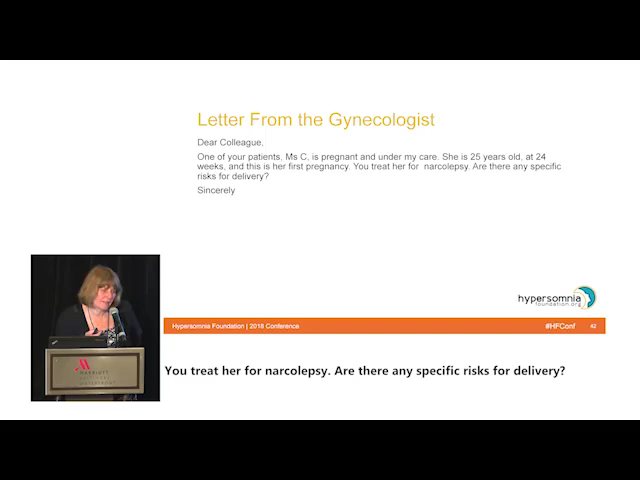 Letter From the Gynecologist
Dear Colleague,
One of your patients, Ms C, is pregnant and under my care. She is 25 years old, at 24
weeks, and this is her first pregnancy. You treat her for narcolepsy. Are there any specific
risks for delivery?
Sincerely
hypersomnia
foundation.org
Hypersomnia Foundation | 2018 Conference
#HFConf
42
MARRIOTT
You treat her for narcolepsy. Are there any specific risks for delivery?